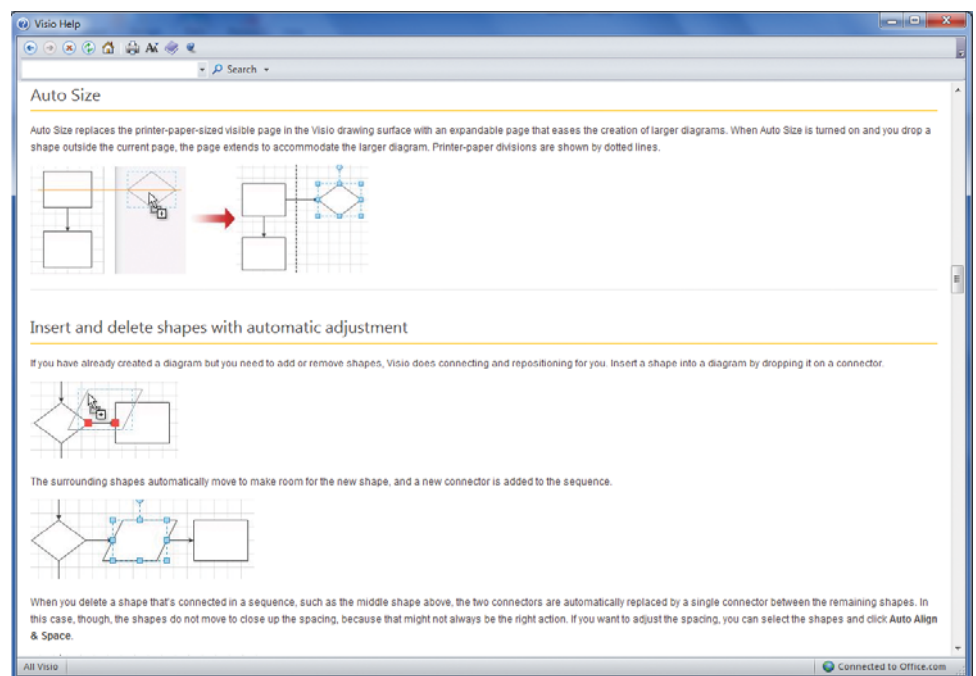 Visio Help
Search
Auto Size
Auto Size replaces the printer-paper-sized visible page in the Visio drawing surface with an expandable page that eases the creation of larger diagrams. When Auto Size is turned on and you drop a
shape outside the current page, the page extends to accommodate the larger diagram. Printer-paper divisions are shown by dotted lines.
Insert and delete shapes with automatic adjustment
If you have already created a diagram but you need to add or remove shapes, Visio does connecting and repositioning for you. Insert a shape into a diagram by dropping it on a connector.
The surrounding shapes automatically move to make room for the new shape, and a new connector is added to the sequence.
When you delete a shape that's connected in a sequence, such as the middle shape above, the two connectors are automatically replaced by a single connector between the remaining shapes. In
this case, though, the shapes do not move to close up the spacing, because that might not always be the right action. If you want to adjust the spacing, you can select the shapes and click Auto Align
& Space.
All Visio
Connected to Office.com